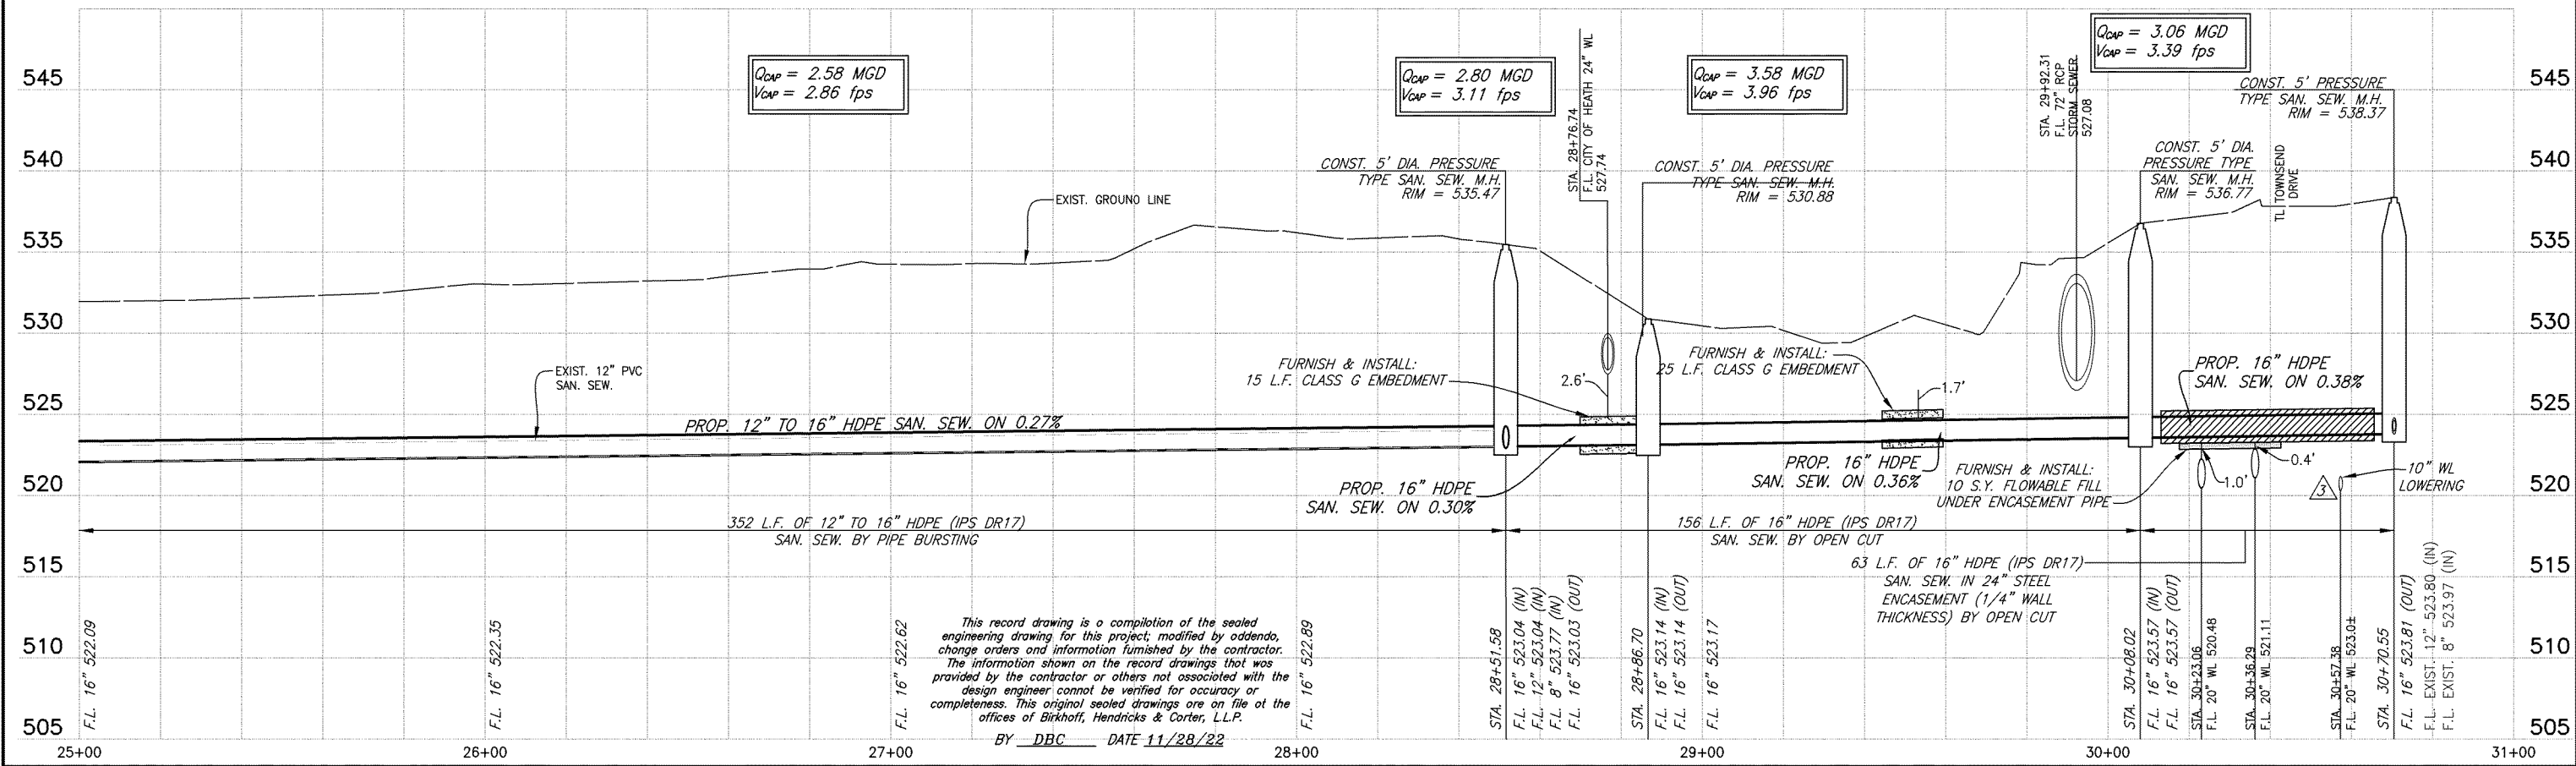 545
540
535
530
525
520
515
510
505
QCAP = 2.58 MGD
VCAP = 2.86 fps
QCAP = 2.80 MGD
VCAP = 3.11 fps
QCAP = 3.58 MGD
VCAP = 3.96 fps
QCAP = 3.06 MGD
VCAP = 3.39 fps
STA. 28+76.74
F.L. CITY OF HEATH 24" WL
527.74
STA. 29+92.31
F.L. 72" RCP
STORM SEWER
527.08
CONST. 5' PRESSURE
TYPE SAN. SEW. M.H.
RIM = 538.37
CONST. 5' DIA. PRESSURE
TYPE SAN. SEW. M.H.
RIM = 535.47
CONST. 5' DIA. PRESSURE
TYPE SAN. SEW. M.H.
RIM = 530.88
CONST. 5' DIA.
PRESSURE TYPE
SAN. SEW. M.H.
RIM = 536.77
TL TOWNSEND
DRIVE
EXIST. GROUNO LINE
EXIST. 12" PVC
SAN. SEW.
FURNISH & INSTALL:
15 L.F. CLASS G EMBEDMENT
2.6'
FURNISH & INSTALL:
25 L.F. CLASS G EMBEDMENT
1.7'
PROP. 16" HDPE
SAN. SEW. ON 0.38%
PROP. 12" TO 16" HDPE SAN. SEW. ON 0.27%
PROP. 16" HDPE
SAN. SEW. ON 0.30%
PROP. 16" HDPE
SAN. SEW. ON 0.36%
FURNISH & INSTALL:
10 S.Y. FLOWABLE FILL
UNDER ENCASEMENT PIPE
1.0'
0.4'
3
10" WL
LOWERING
352 L.F. OF 12" TO 16" HDPE (IPS DR17)
SAN. SEW. BY PIPE BURSTING
156 L.F. OF 16" HDPE (IPS DR17)
SAN. SEW. BY OPEN CUT
63 L.F. OF 16" HDPE (IPS DR17)
SAN. SEW. IN 24" STEEL
ENCASEMENT (1/4" WALL
THICKNESS) BY OPEN CUT
F.L. 16" 522.09
F.L. 16" 522.35
F.L. 16" 522.62
This record drawing is o compilotion of the seoled
engineering drowing for this project; modified by oddendo,
chonge orders ond informotion furnished by the controctor.
The informotion shown on the record drowings thot wos
pravided by the controctor or others not ossocioted with the
design engineer connot be verified for occurocy or
completeness. This originol seoled drowings ore on file ot the
offices of Birkhoff, Hendricks & Corter, L.L.P.
BY DBC DATE 11/28/22
F.L. 16" 522.89
STA. 28+51.58
F.L. 16" 523.04 (IN)
F.L. 12" 523.04 (IN)
F.L. 8" 523.77 (IN)
F.L. 16" 523.03 (OUT)
STA. 28+86.70
F.L. 16" 523.14 (IN)
F.L. 16" 523.14 (OUT)
F.L. 16" 523.17
STA. 30+08.02
F.L. 16" 523.57 (IN)
F.L. 16" 523.57 (OUT)
STA. 30+23.06
F.L. 20" WL 520.48
STA. 30+36.29
F.L. 20" WL 521.11
STA. 30+57.38
F.L. 20" WL 523.0±
STA. 30+70.55
F.L. 16" 523.81 (OUT)
F.L. EXIST. 12" 523.80 (IN)
F.L. EXIST. 8" 523.97 (IN)
545
540
535
530
525
520
515
510
505
25+00
26+00
27+00
28+00
29+00
30+00
31+00